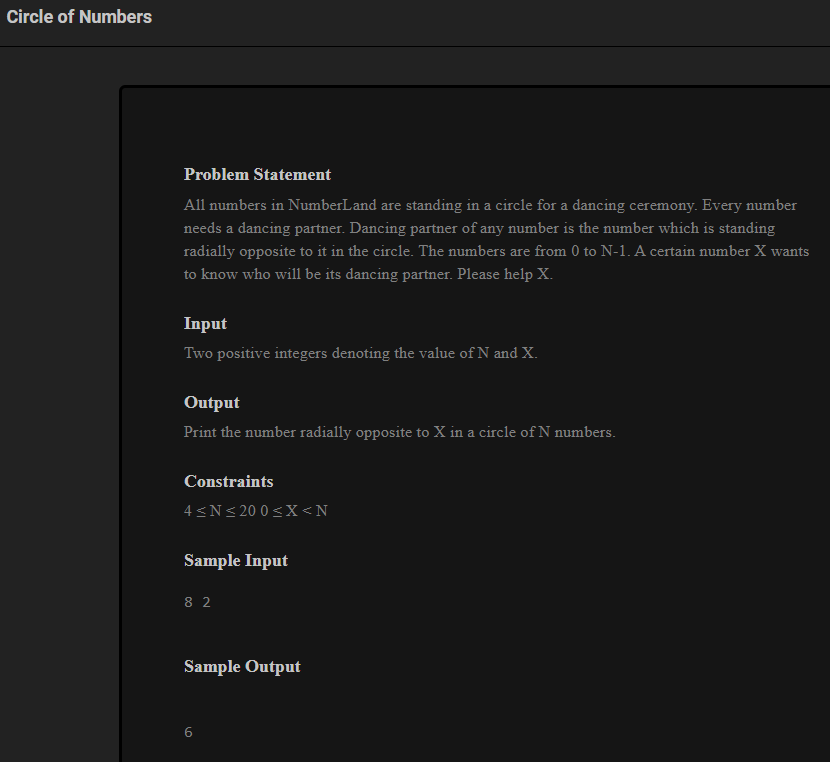 Circle of Numbers
Problem Statement
All numbers in NumberLand are standing in a circle for a dancing ceremony. Every number
needs a dancing partner. Dancing partner of any number is the number which is standing
radially opposite to it in the circle. The numbers are from 0 to N-1. A certain number X wants
to know who will be its dancing partner. Please help X.
Input
Two positive integers denoting the value of N and X.
Output
Print the number radially opposite to X in a circle of N numbers.
Constraints
4 ≤ N ≤ 20 0 ≤ X < N
Sample Input
8 2
Sample Output
6